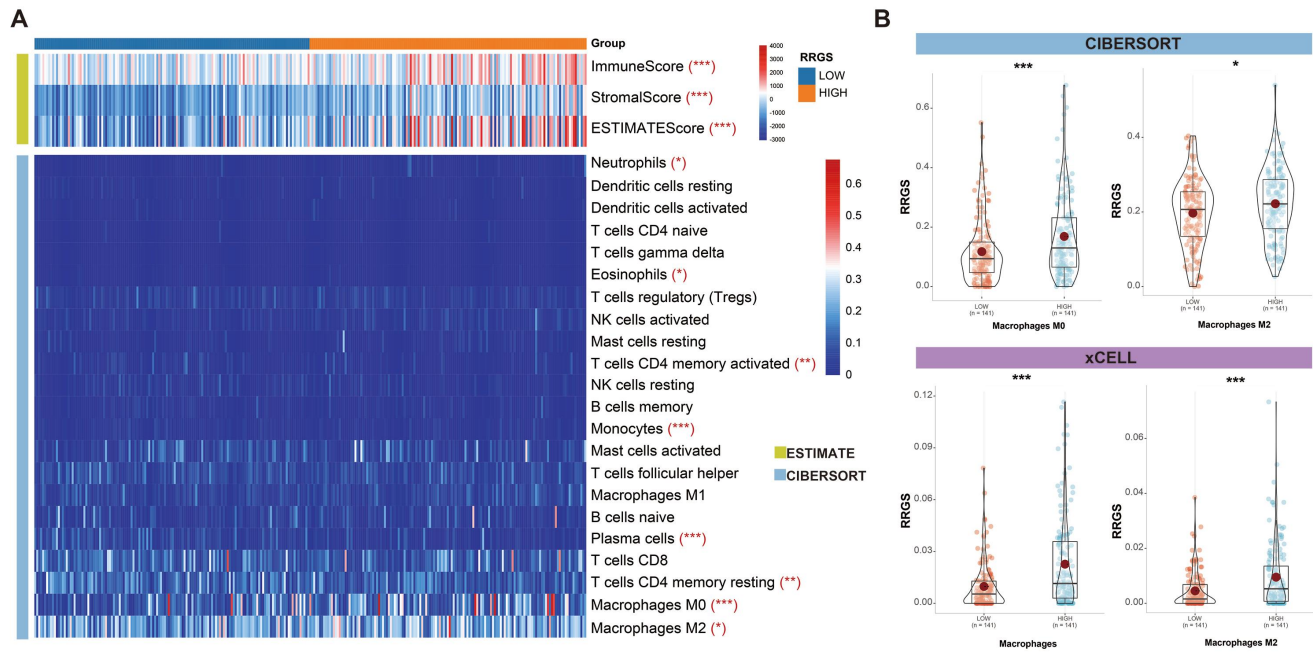 A
Group
ImmuneScore (***)
StromalScore (***)
ESTIMATEScore (***)
4000
3000
2000
1000
0
-1000
-2000
-3000
RRGS
LOW
HIGH
Neutrophils (*)
Dendritic cells resting
Dendritic cells activated
T cells CD4 naive
T cells gamma delta
Eosinophils (*)
T cells regulatory (Tregs)
NK cells activated
Mast cells resting
T cells CD4 memory activated (**)
NK cells resting
B cells memory
Monocytes (***)
Mast cells activated
T cells follicular helper
Macrophages M1
B cells naive
Plasma cells (***)
T cells CD8
T cells CD4 memory resting (**)
Macrophages M0 (***)
Macrophages M2 (*)
0.6
0.5
0.4
0.3
0.2
0.1
0
ESTIMATE
CIBERSORT
B
CIBERSORT
***
RRGS
0.6
0.4
0.2
0.0
LOW
(n = 141)
HIGH
(n = 141)
Macrophages M0
*
RRGS
0.4
0.2
0.0
LOW
(n = 141)
HIGH
(n = 141)
Macrophages M2
xCELL
***
RRGS
0.12
0.09
0.06
0.03
0.00
LOW
(n = 141)
HIGH
(n = 141)
Macrophages
***
RRGS
0.06
0.04
0.02
0.00
LOW
(n = 141)
HIGH
(n = 141)
Macrophages M2